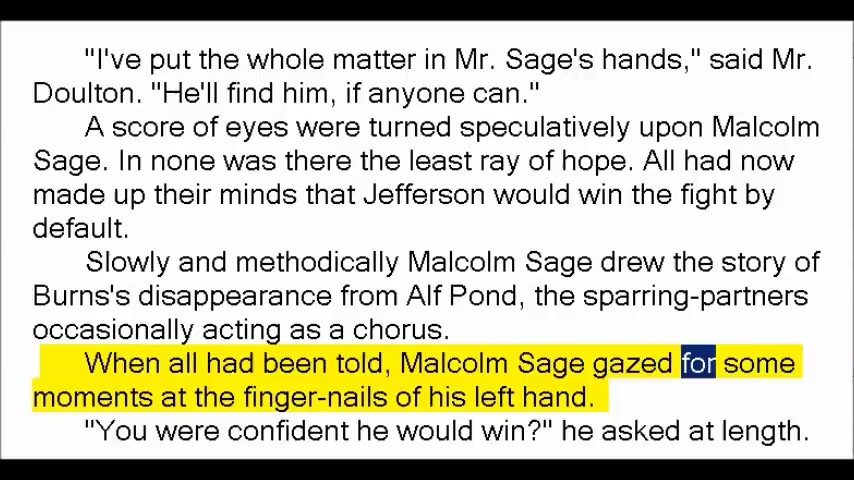 "I've put the whole matter in Mr. Sage's hands," said Mr.
Doulton. "He'll find him, if anyone can."
A score of eyes were turned speculatively upon Malcolm
Sage. In none was there the least ray of hope. All had now
made up their minds that Jefferson would win the fight by
default.
Slowly and methodically Malcolm Sage drew the story of
Burns's disappearance from Alf Pond, the sparring-partners
occasionally acting as a chorus.
When all had been told, Malcolm Sage gazed for some
moments at the finger-nails of his left hand.
"You were confident he would win?" he asked at length.